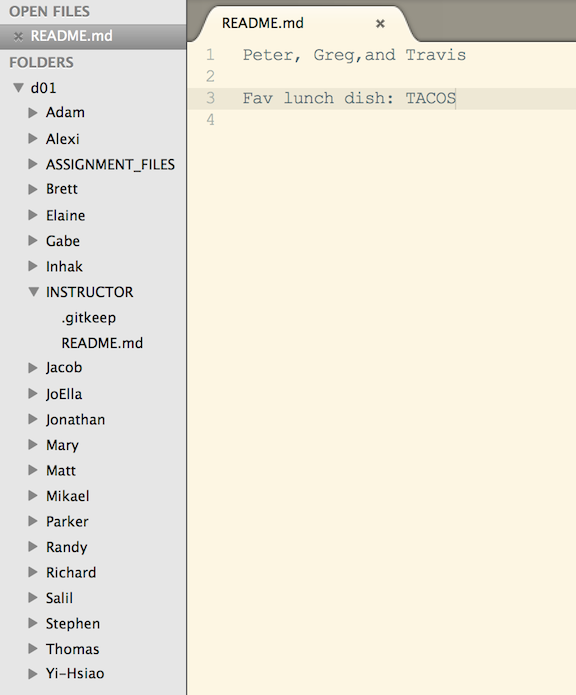 OPEN FILES
README.md
FOLDERS
d01
Adam
Alexi
ASSIGNMENT_FILES
Brett
Elaine
Gabe
Inhak
INSTRUCTOR
.gitkeep
README.md
Jacob
JoElla
Jonathan
Mary
Matt
Mikael
Parker
Randy
Richard
Salil
Stephen
Thomas
Yi-Hsiao
README.md
1 Peter, Greg,and Travis
2
3 Fav lunch dish: TACOS
4